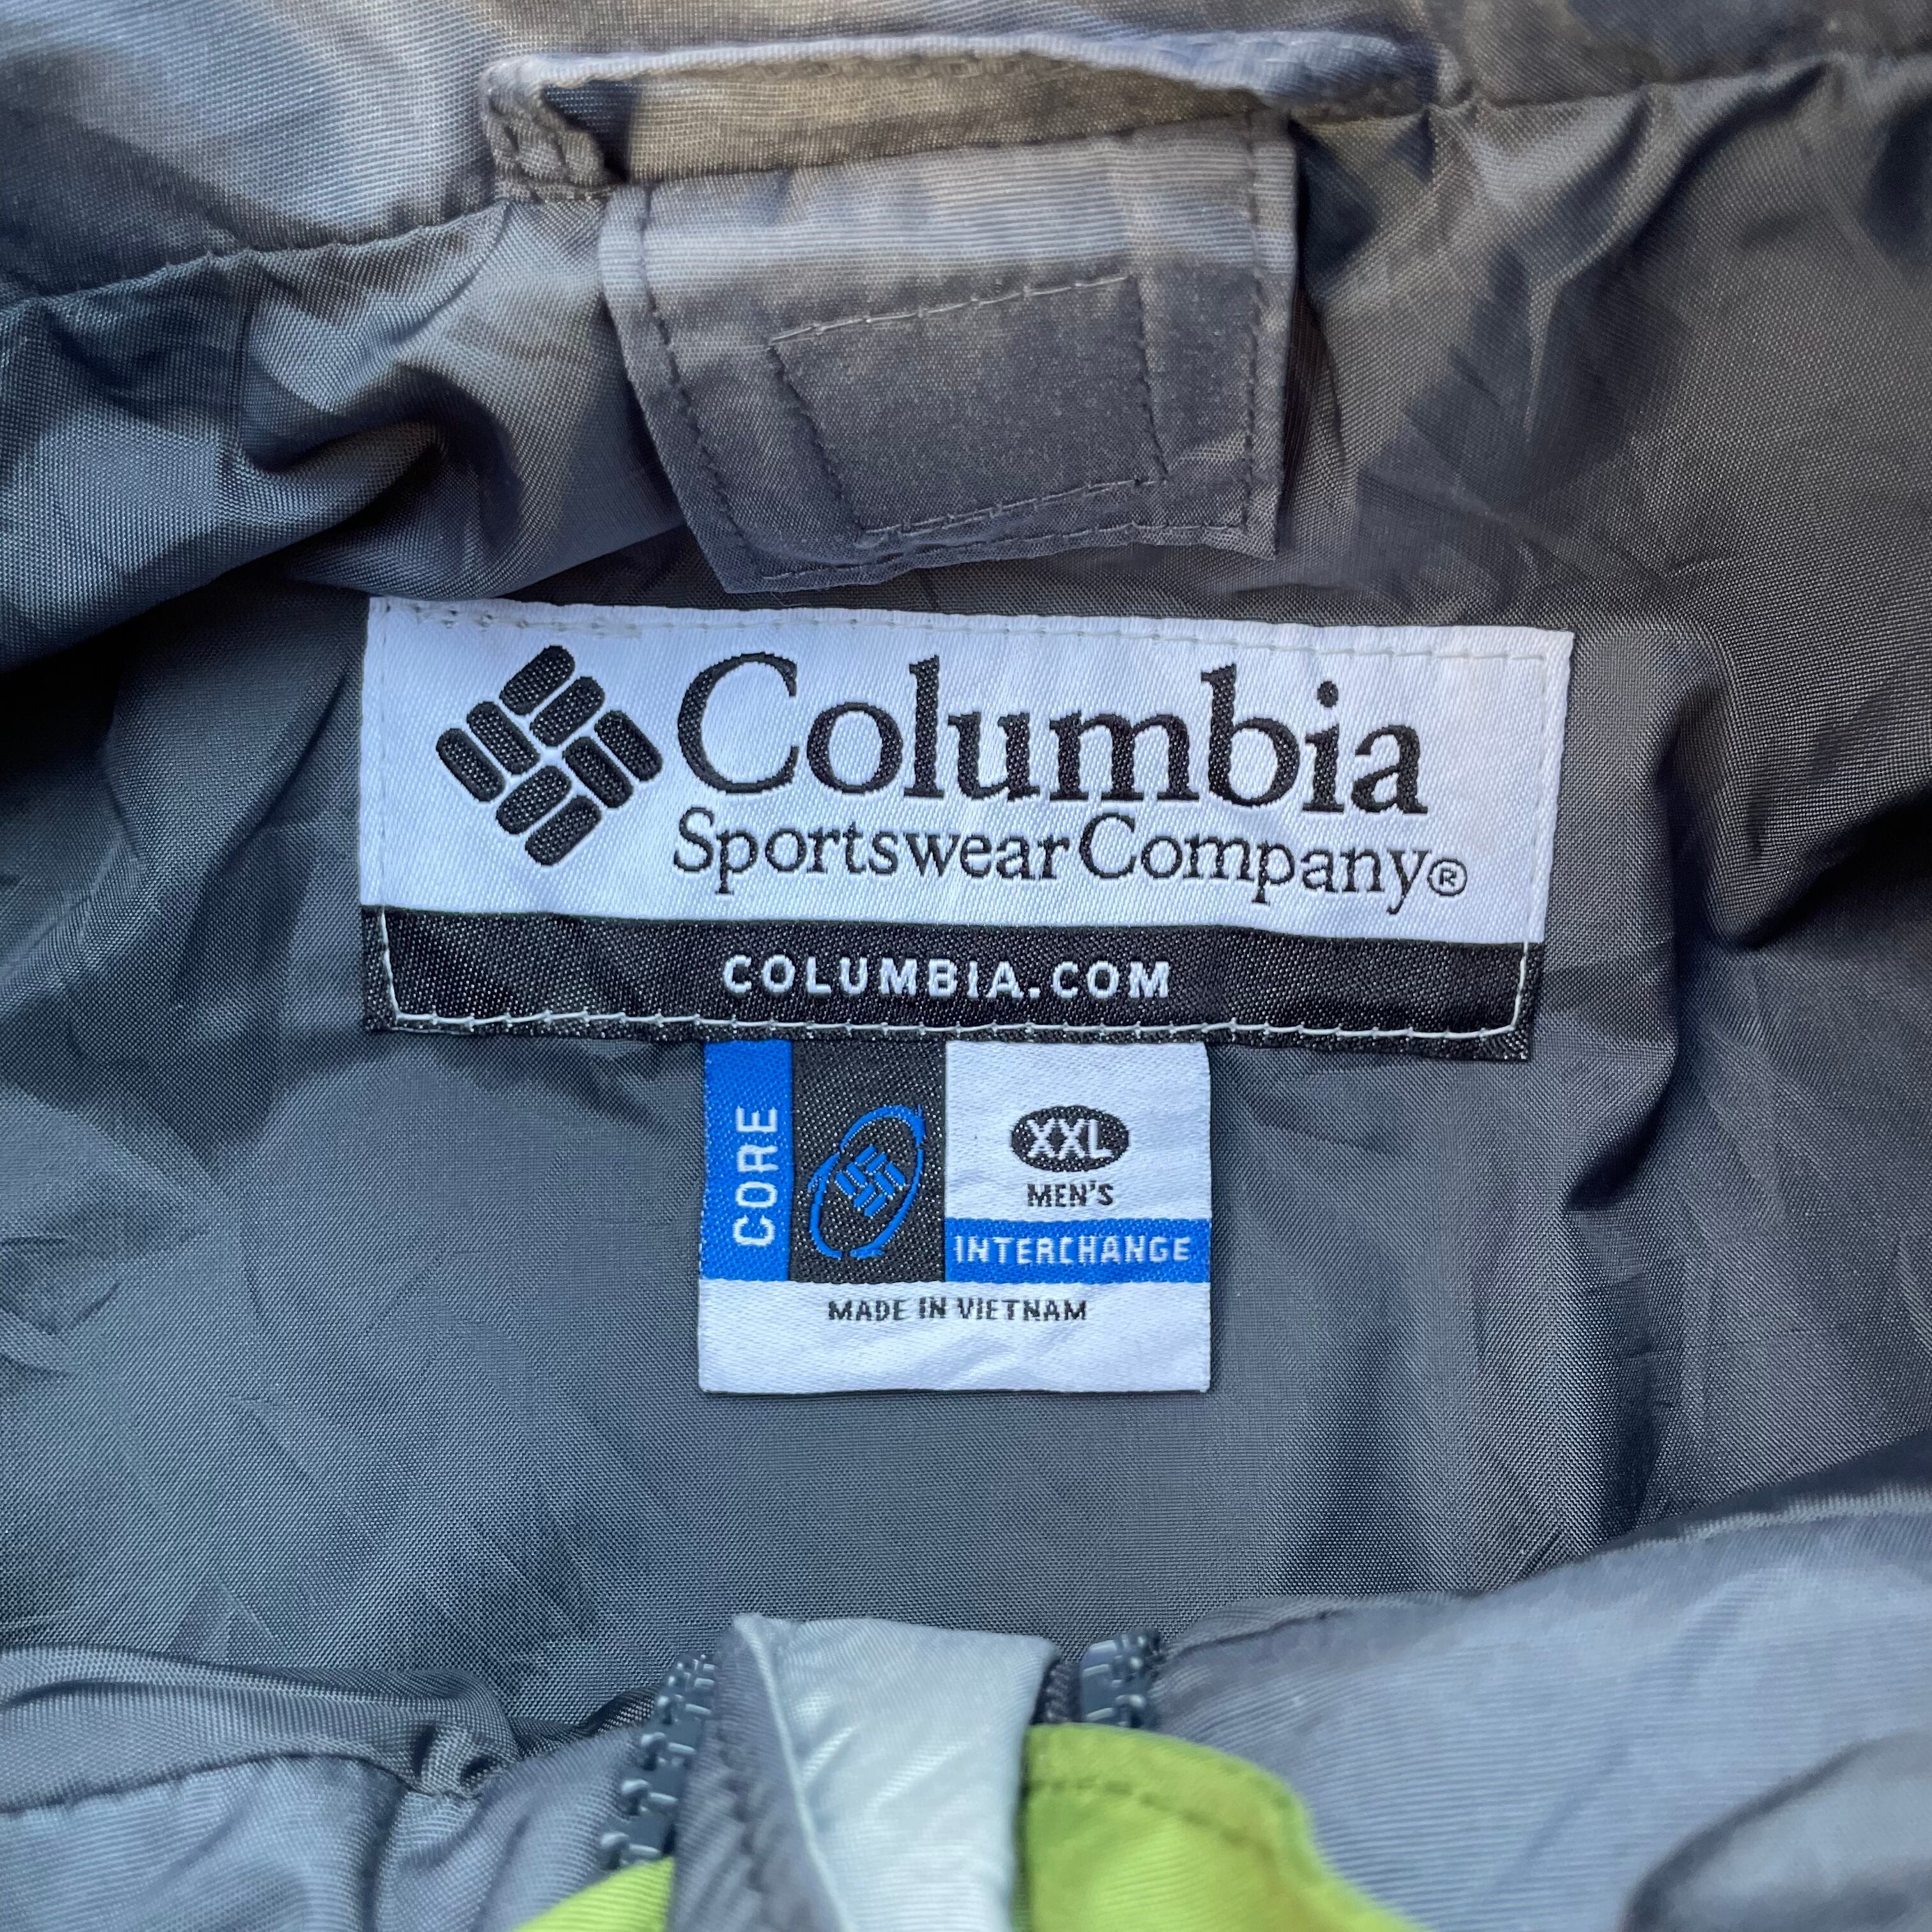 Columbia
Sportswear Company®
COLUMBIA.COM
CORE
XXL
MEN'S
INTERCHANGE
MADE IN VIETNAM